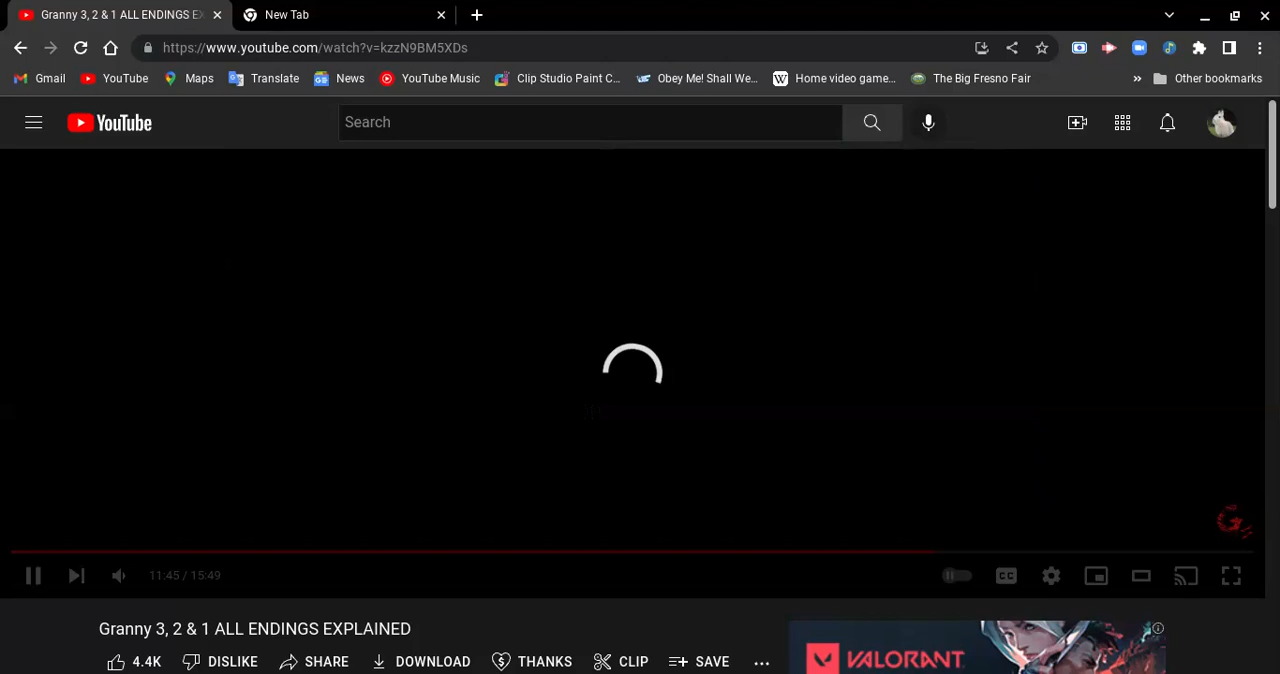 Granny 3, 2 & 1 ALL ENDINGS EX
New Tab
https://www.youtube.com/watch?v=kzzN9BM5XDs
Gmail
YouTube
Maps
Translate
News
YouTube Music
Clip Studio Paint C...
Obey Me! Shall We...
Home video game...
The Big Fresno Fair
»
Other bookmarks
YouTube
Search
11:45 / 15:49
CC
Granny 3, 2 & 1 ALL ENDINGS EXPLAINED
4.4K
DISLIKE
SHARE
DOWNLOAD
THANKS
CLIP
SAVE
...
VALORANT